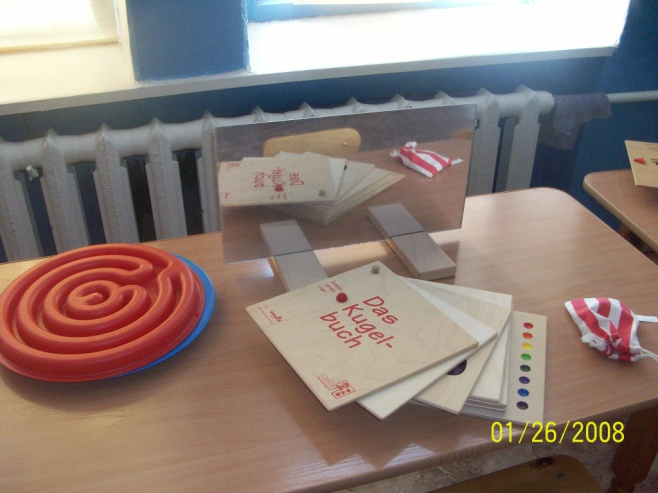 Das
Kugel-
buch
01/26/2008